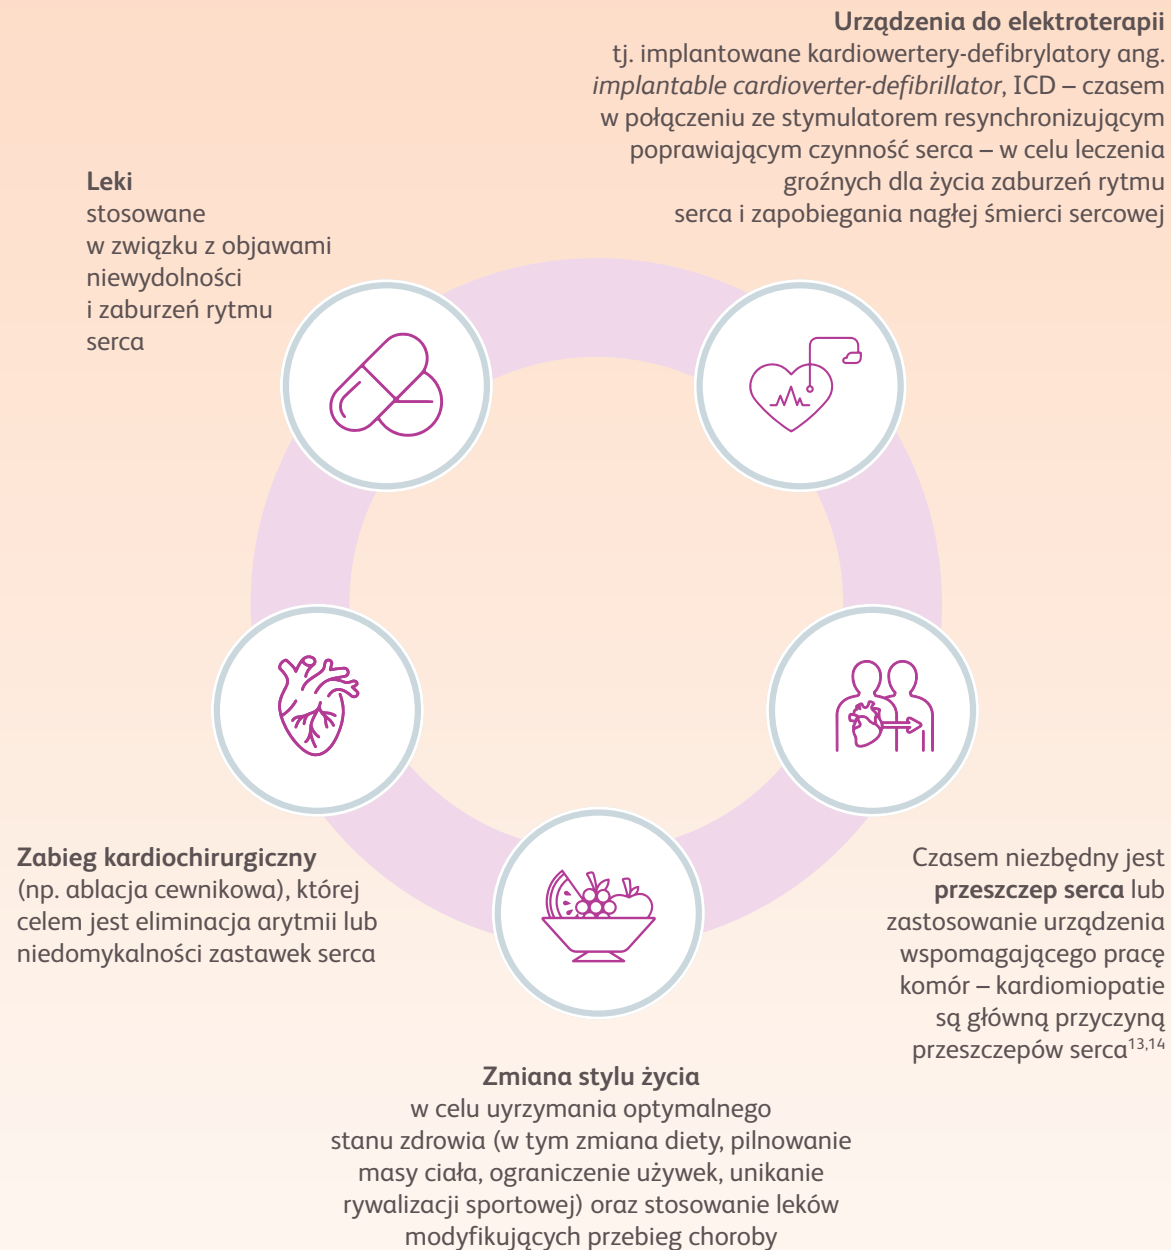 Urządzenia do elektroterapii
tj. implantowane kardiowertery-defibrylatory ang.
implantable cardioverter-defibrillator, ICD – czasem
w połączeniu ze stymulatorem resynchronizującym
poprawiającym czynność serca – w celu leczenia
groźnych dla życia zaburzeń rytmu
serca i zapobiegania nagłej śmierci sercowej
Leki
stosowane
w związku z objawami
niewydolności
i zaburzeń rytmu
serca
Zabieg kardiochirurgiczny
(np. ablacja cewnikowa), której
celem jest eliminacja arytmii lub
niedomykalności zastawek serca
Czasem niezbędny jest
przeszczep serca lub
zastosowanie urządzenia
wspomagającego pracę
komór – kardiomiopatie
są główną przyczyną
przeszczepów serca13,14
Zmiana stylu życia
w celu uyrzymania optymalnego
stanu zdrowia (w tym zmiana diety, pilnowanie
masy ciała, ograniczenie używek, unikanie
rywalizacji sportowej) oraz stosowanie leków
modyfikujących przebieg choroby